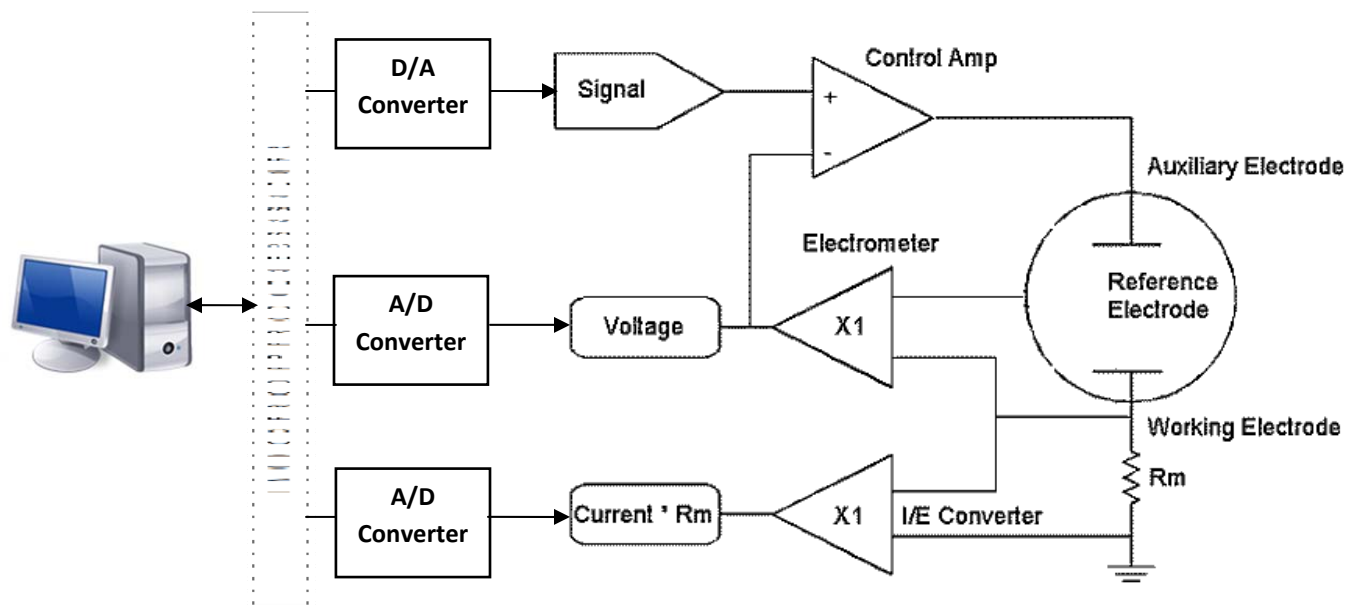 D/A
Converter
Signal
Control Amp
+
-
Auxiliary Electrode
Electrometer
Reference
Electrode
A/D
Converter
Voltage
X1
Working Electrode
Rm
A/D
Converter
Current * Rm
X1
I/E Converter